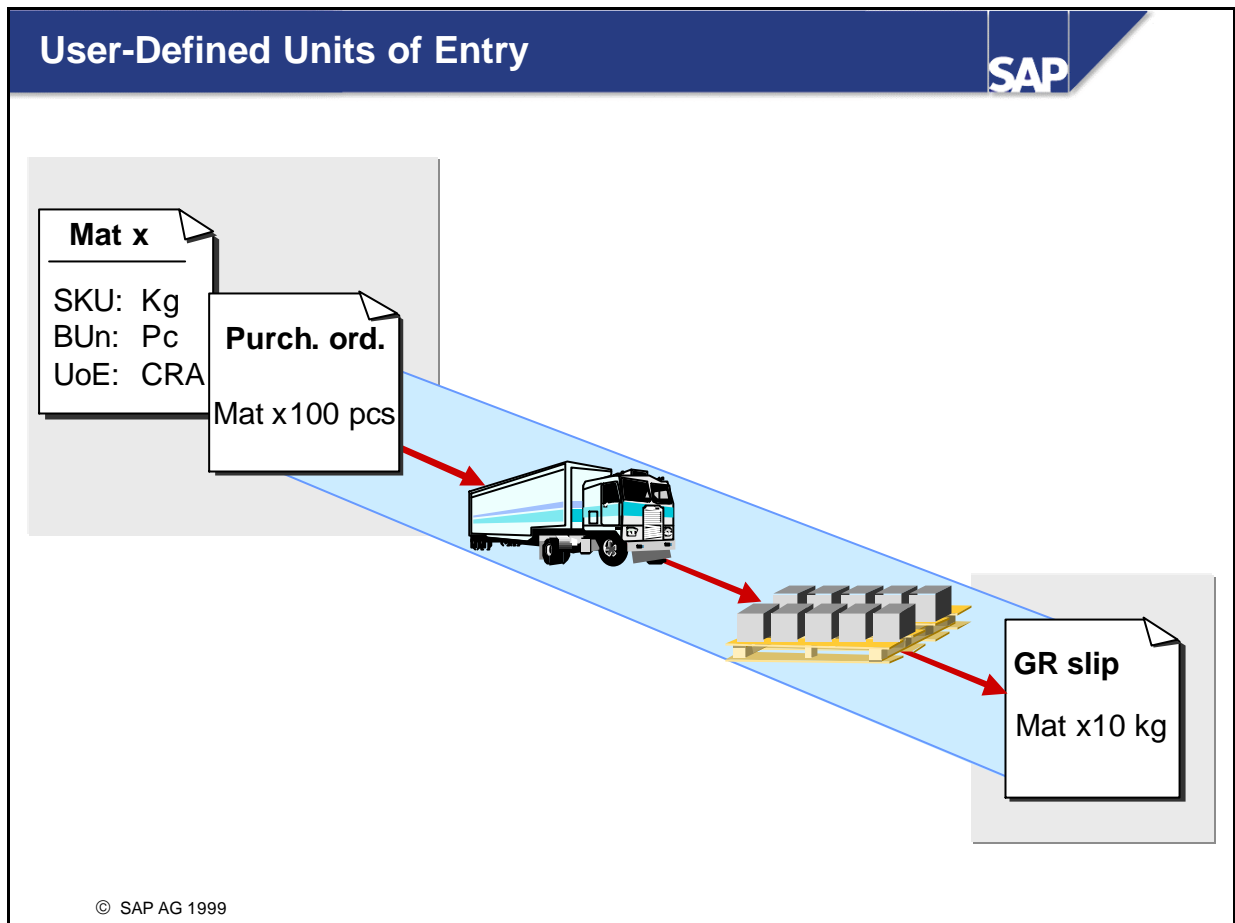 User-Defined Units of Entry
SAP
Mat x
SKU: Kg
BUn: Pc
UoE: CRA
Purch. ord.
Mat x100 pcs
GR slip
Mat x10 kg
© SAP AG 1999